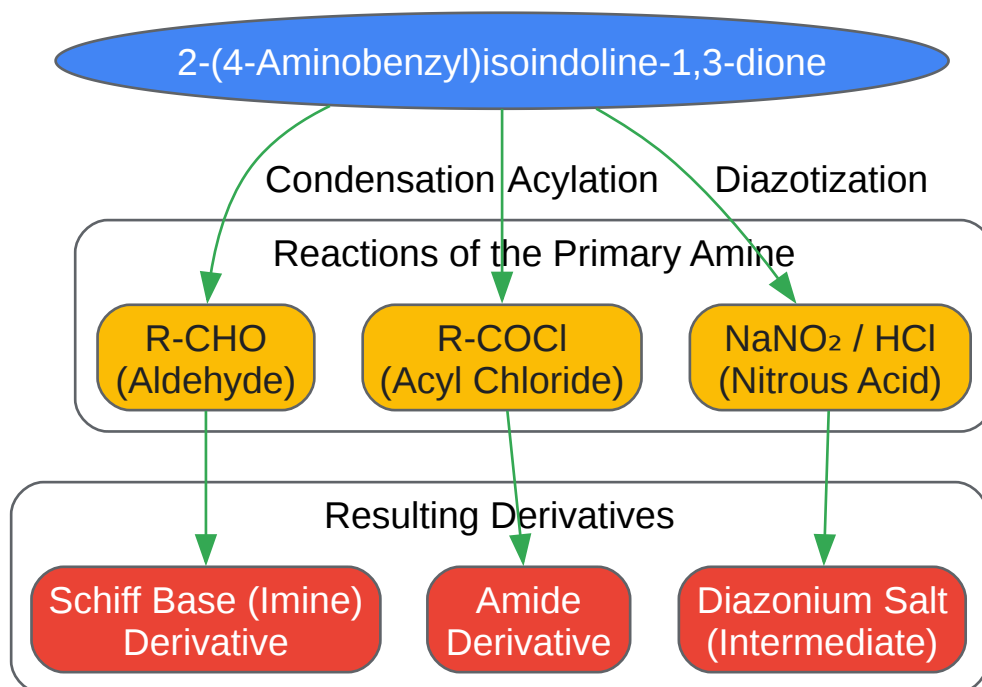 2-(4-Aminobenzyl)isoindoline-1,3-dione
Condensation
Acylation
Diazotization
Reactions of the Primary Amine
R-CHO
(Aldehyde)
R-COCl
(Acyl Chloride)
NaNO₂ / HCl
(Nitrous Acid)
Resulting Derivatives
Schiff Base (Imine)
Derivative
Amide
Derivative
Diazonium Salt
(Intermediate)